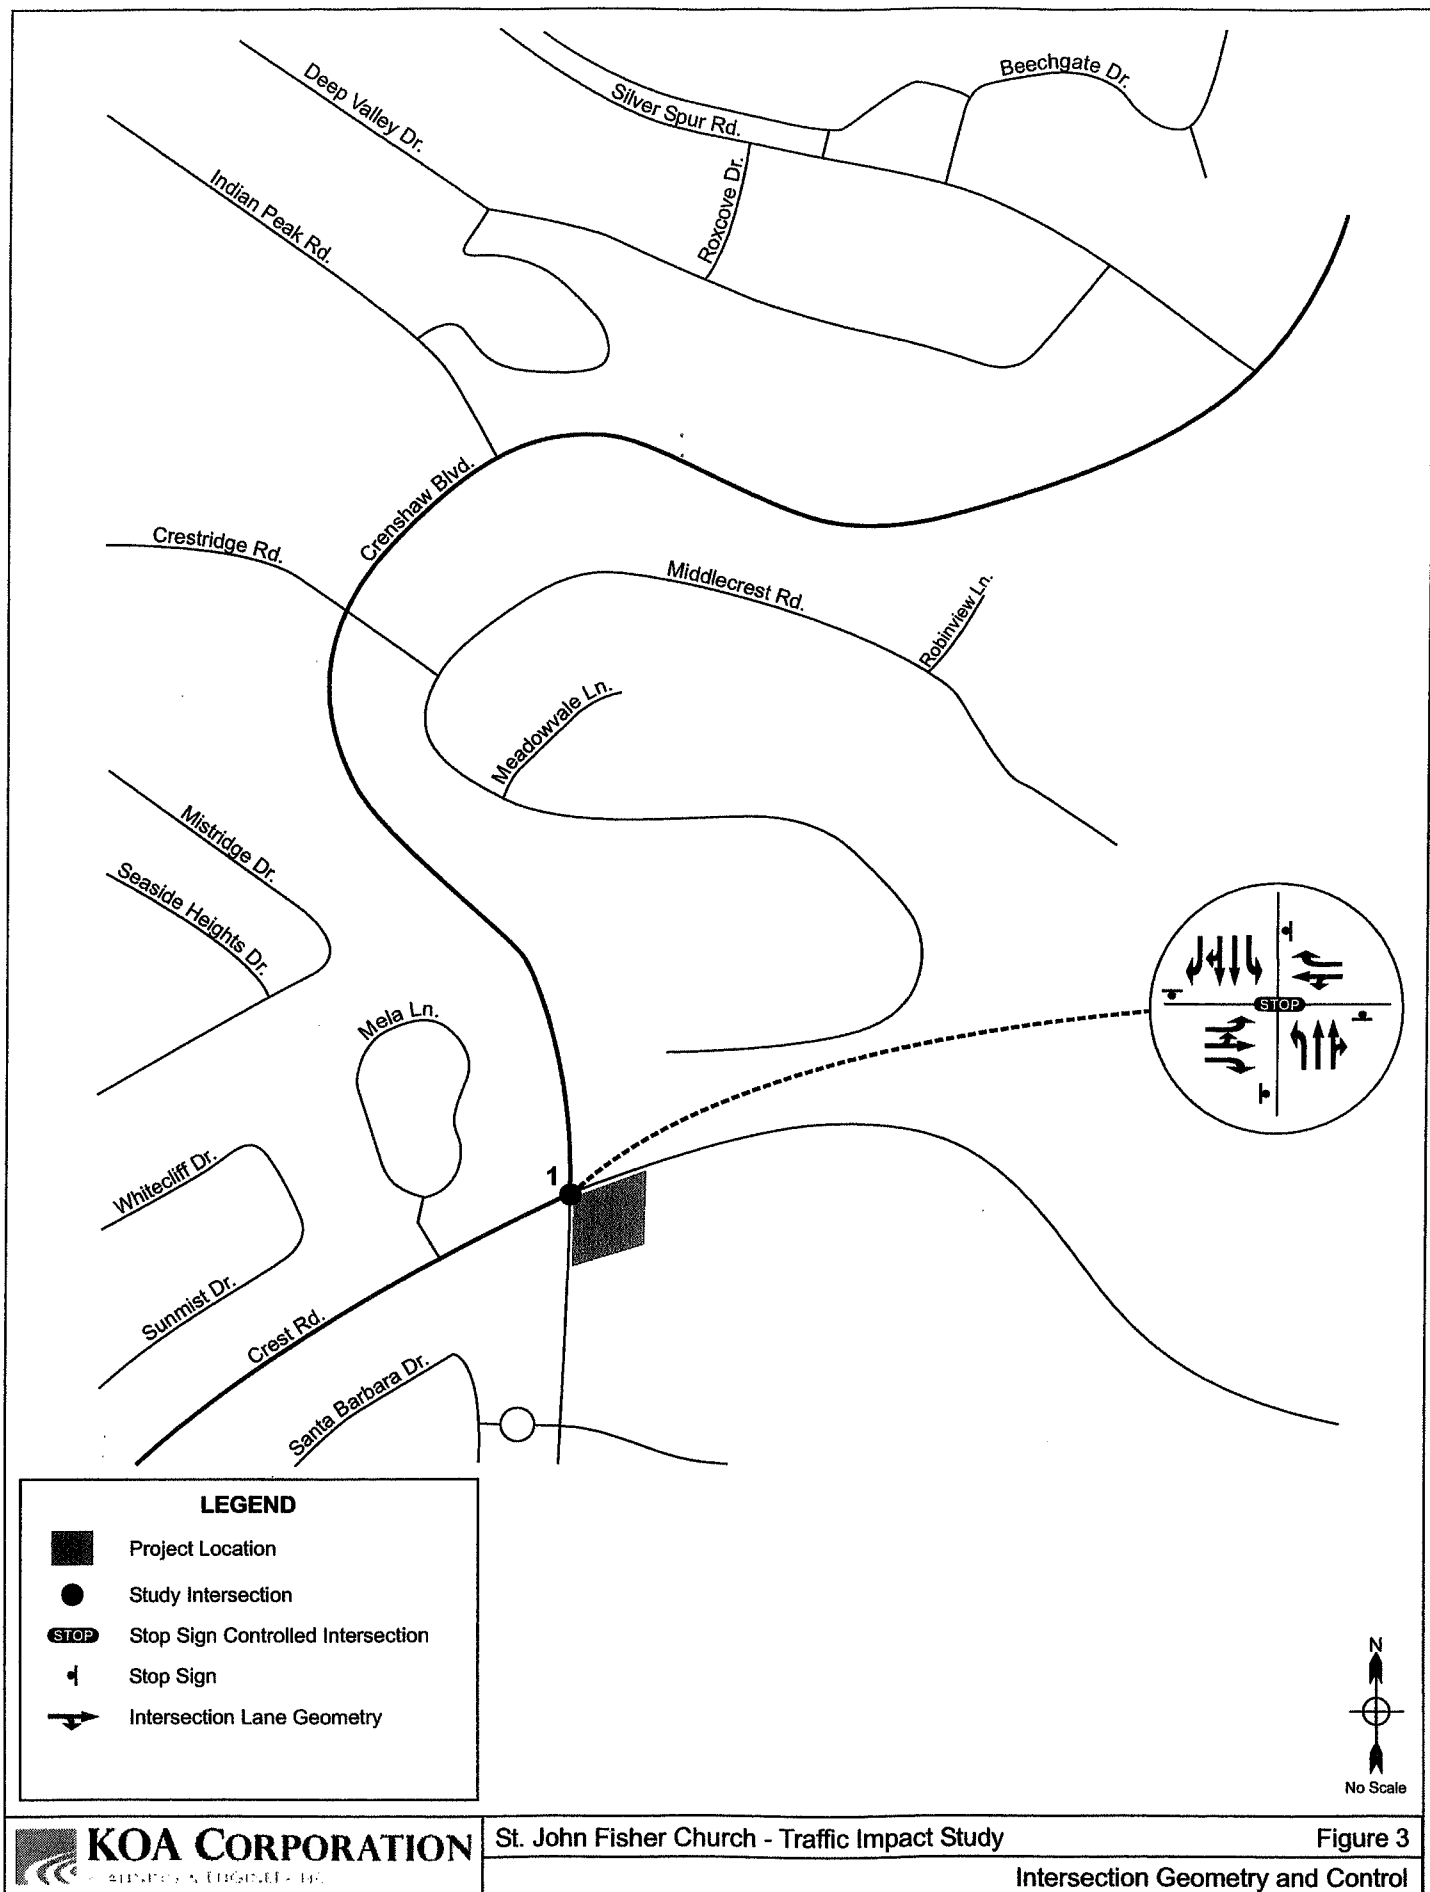 Beechgate Dr.
Deep Valley Dr.
Silver Spur Rd.
Roxcove Dr.
Indian Peak Rd.
Crenshaw Blvd.
Crestridge Rd.
Middlecrest Rd.
Robinview Ln.
Meadowvale Ln.
Mistridge Dr.
Seaside Heights Dr.
STOP
Mela Ln.
1
Whitecliff Dr.
Sunmist Dr.
Crest Rd.
Santa Barbara Dr.
LEGEND
Project Location
Study Intersection
STOP Stop Sign Controlled Intersection
Stop Sign
Intersection Lane Geometry
N
No Scale
KOA CORPORATION
St. John Fisher Church - Traffic Impact Study
Figure 3
Intersection Geometry and Control